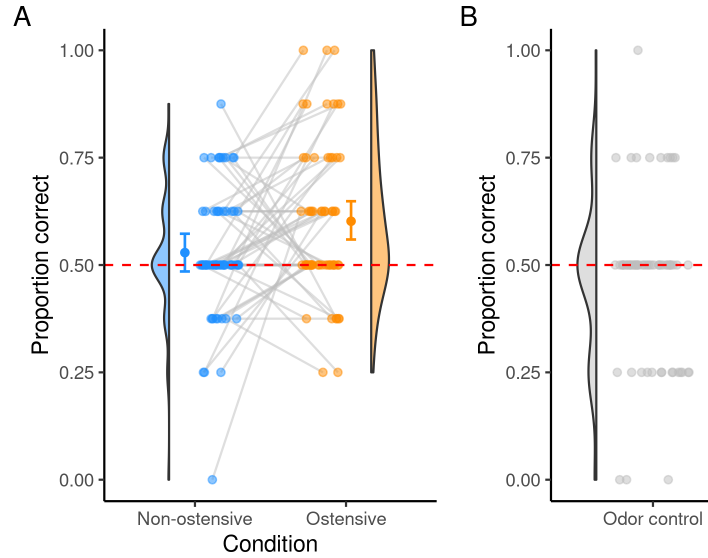 A
Proportion correct
1.00
0.75
0.50
0.25
0.00
Non-ostensive
Ostensive
Condition
B
Proportion correct
1.00
0.75
0.50
0.25
0.00
Odor control